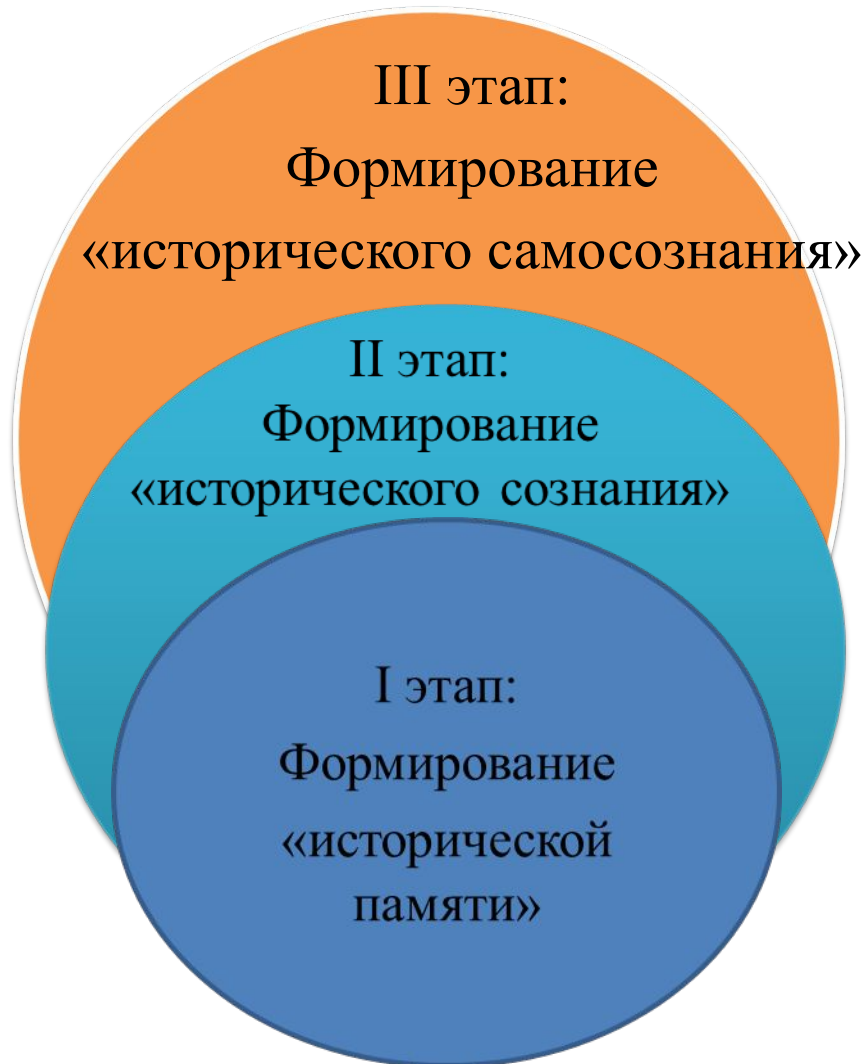 III этап:
Формирование
«исторического самосознания»
II этап:
Формирование
«исторического сознания»
I этап:
Формирование
«исторической
памяти»